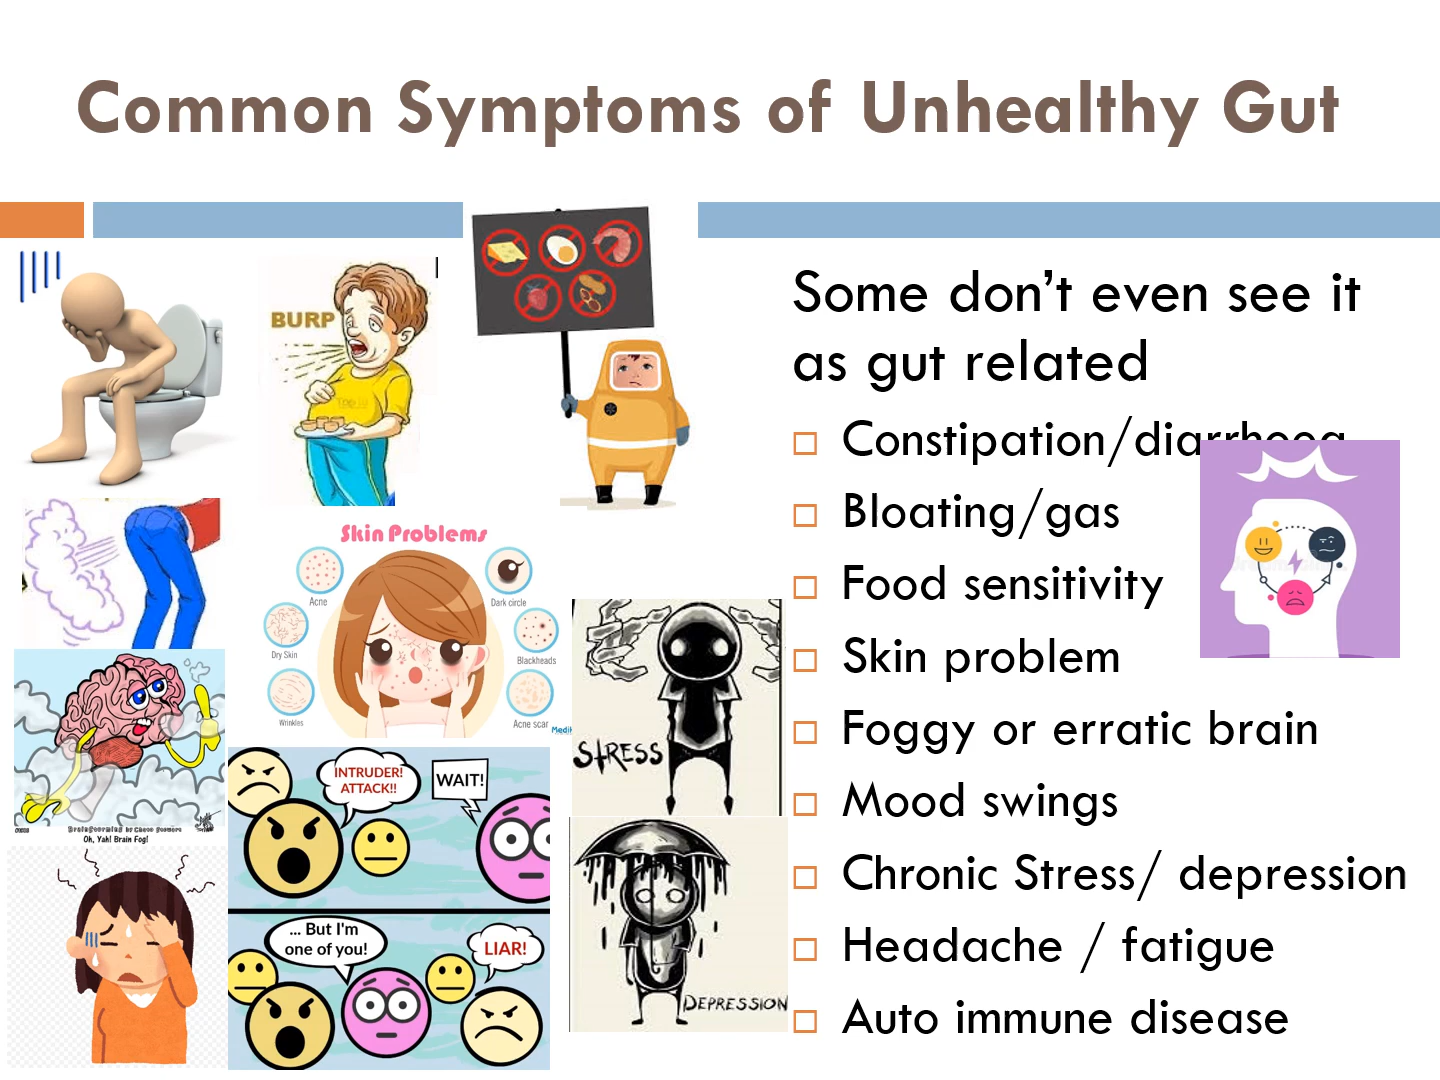 Common Symptoms of Unhealthy Gut
BURP
Some don't even see it
as gut related
Constipation/diarrhoea
Bloating/gas
Food sensitivity
Skin problem
Foggy or erratic brain
Mood swings
Chronic Stress/ depression
Headache / fatigue
Auto immune disease
Skin Problems
Acne
Dark circle
Dry Skin
Blackheads
Wrinkles
Acne scar
STRESS
Oh, Yah! Brain Fog!
INTRUDER!
ATTACK!!
WAIT!
... But I'm
one of you!
LIAR!
DEPRESSION